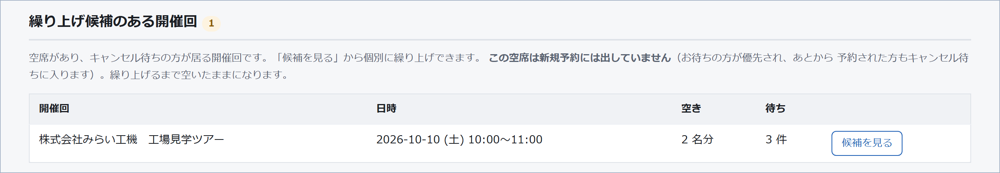 繰り上げ候補のある開催回 1
空席があり、キャンセル待ちの方が居る開催回です。「候補を見る」から個別に繰り上げできます。 この空席は新規予約には出していません（お待ちの方が優先され、あとから 予約された方もキャンセル待
ちに入ります）。繰り上げるまで空いたままになります。
開催回 日時 空き 待ち
株式会社みらい工機　工場見学ツアー 2026-10-10 (土) 10:00～11:00 2 名分 3 件 候補を見る